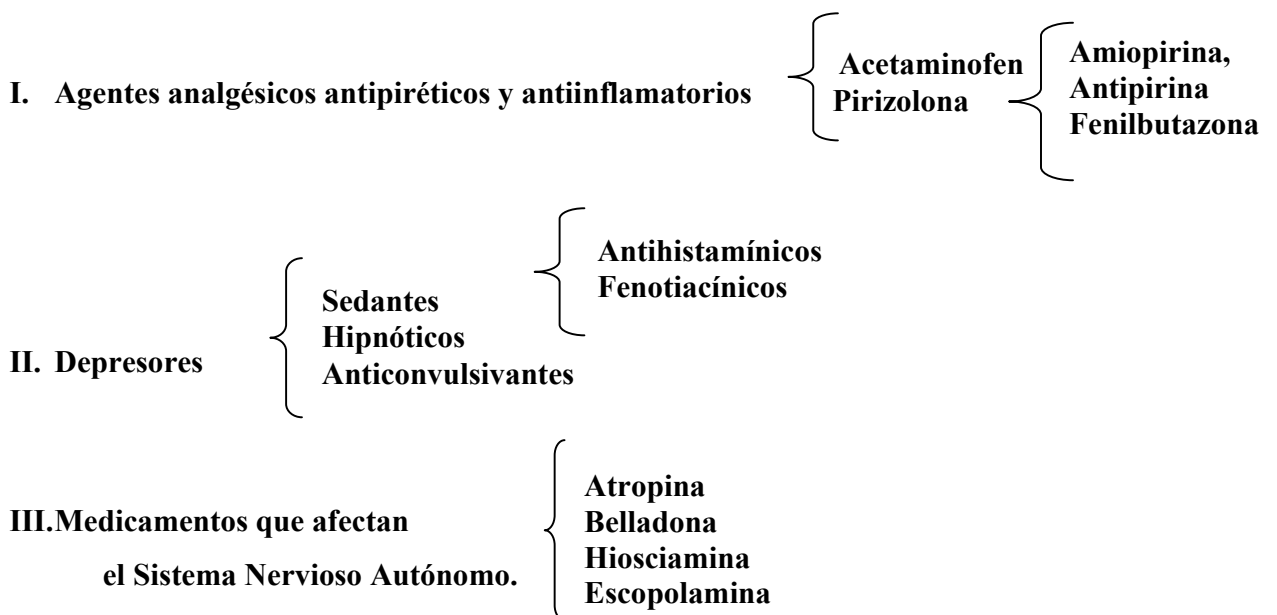 I. Agentes analgésicos antipiréticos y antiinflamatorios
Acetaminofen
Pirizolona
Amiopirina,
Antipirina
Fenilbutazona
II. Depresores
Sedantes
Hipnóticos
Anticonvulsivantes
Antihistamínicos
Fenotiacínicos
III.Medicamentos que afectan
el Sistema Nervioso Autónomo.
Atropina
Belladona
Hiosciamina
Escopolamina